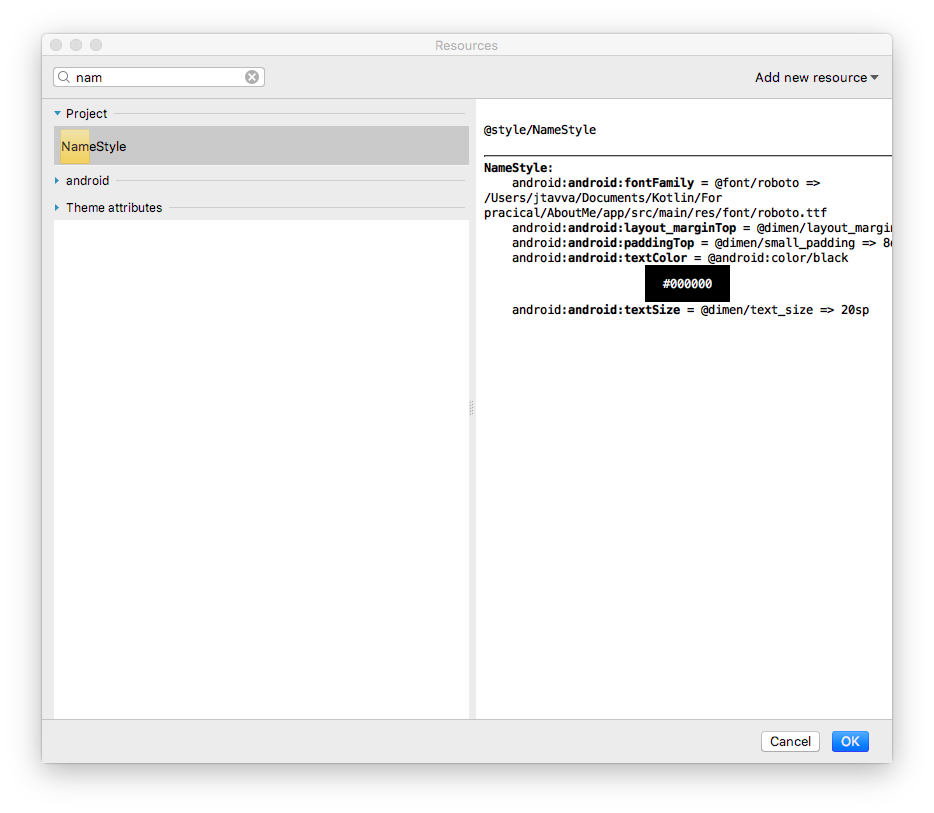 Resources
nam
Add new resource
Project
NameStyle
android
Theme attributes
@style/NameStyle
NameStyle:
android:android:fontFamily = @font/roboto =>
/Users/jtavva/Documents/Kotlin/For
pracical/AboutMe/app/src/main/res/font/roboto.ttf
android:android:layout_marginTop = @dimen/layout_margin
android:android:paddingTop = @dimen/small_padding => 8
android:android:textColor = @android:color/black
#000000
android:android:textSize = @dimen/text_size => 20sp
Cancel
OK